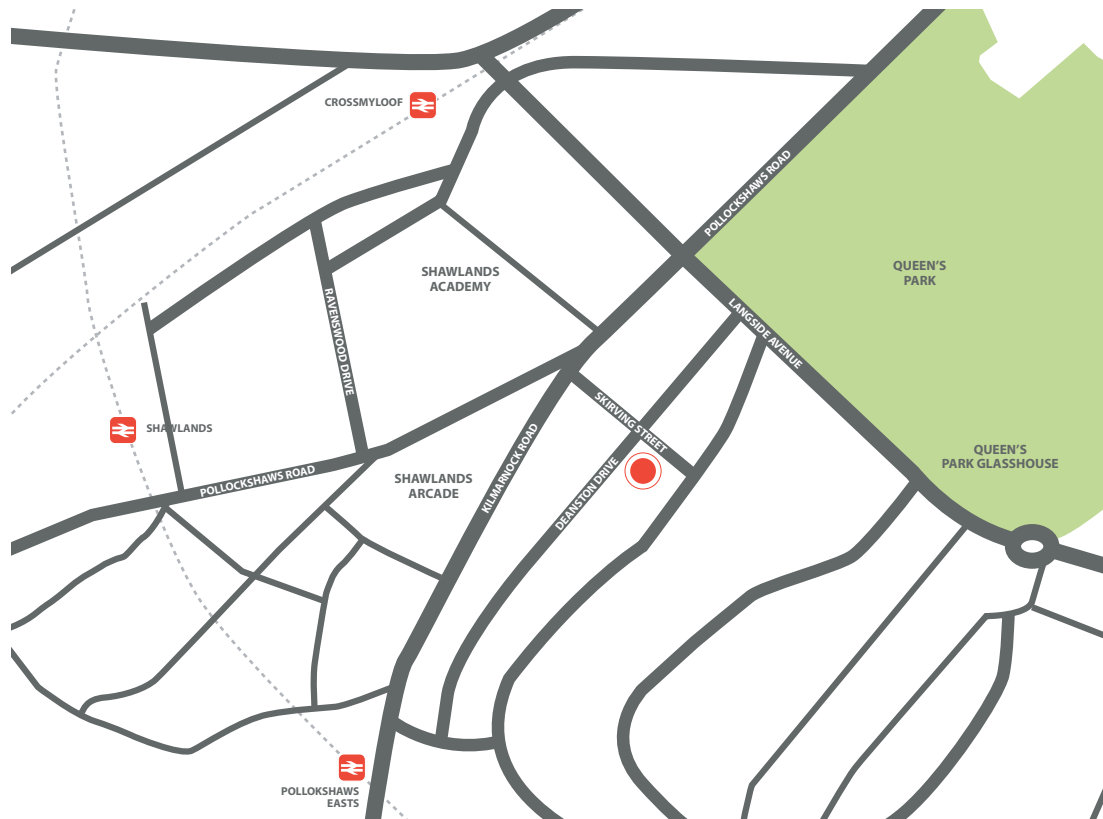 CROSSMYLOOF
POLLOCKSHAWS ROAD
SHAWLANDS
ACADEMY
QUEEN'S
PARK
RAVENSWOOD DRIVE
LANGSIDE AVENUE
SKIRVING STREET
SHAWLANDS
KILMARNOCK ROAD
QUEEN'S
PARK GLASSHOUSE
POLLOCKSHAWS ROAD
SHAWLANDS
ARCADE
DEANSTON DRIVE
POLLOKSHAWS
EASTS